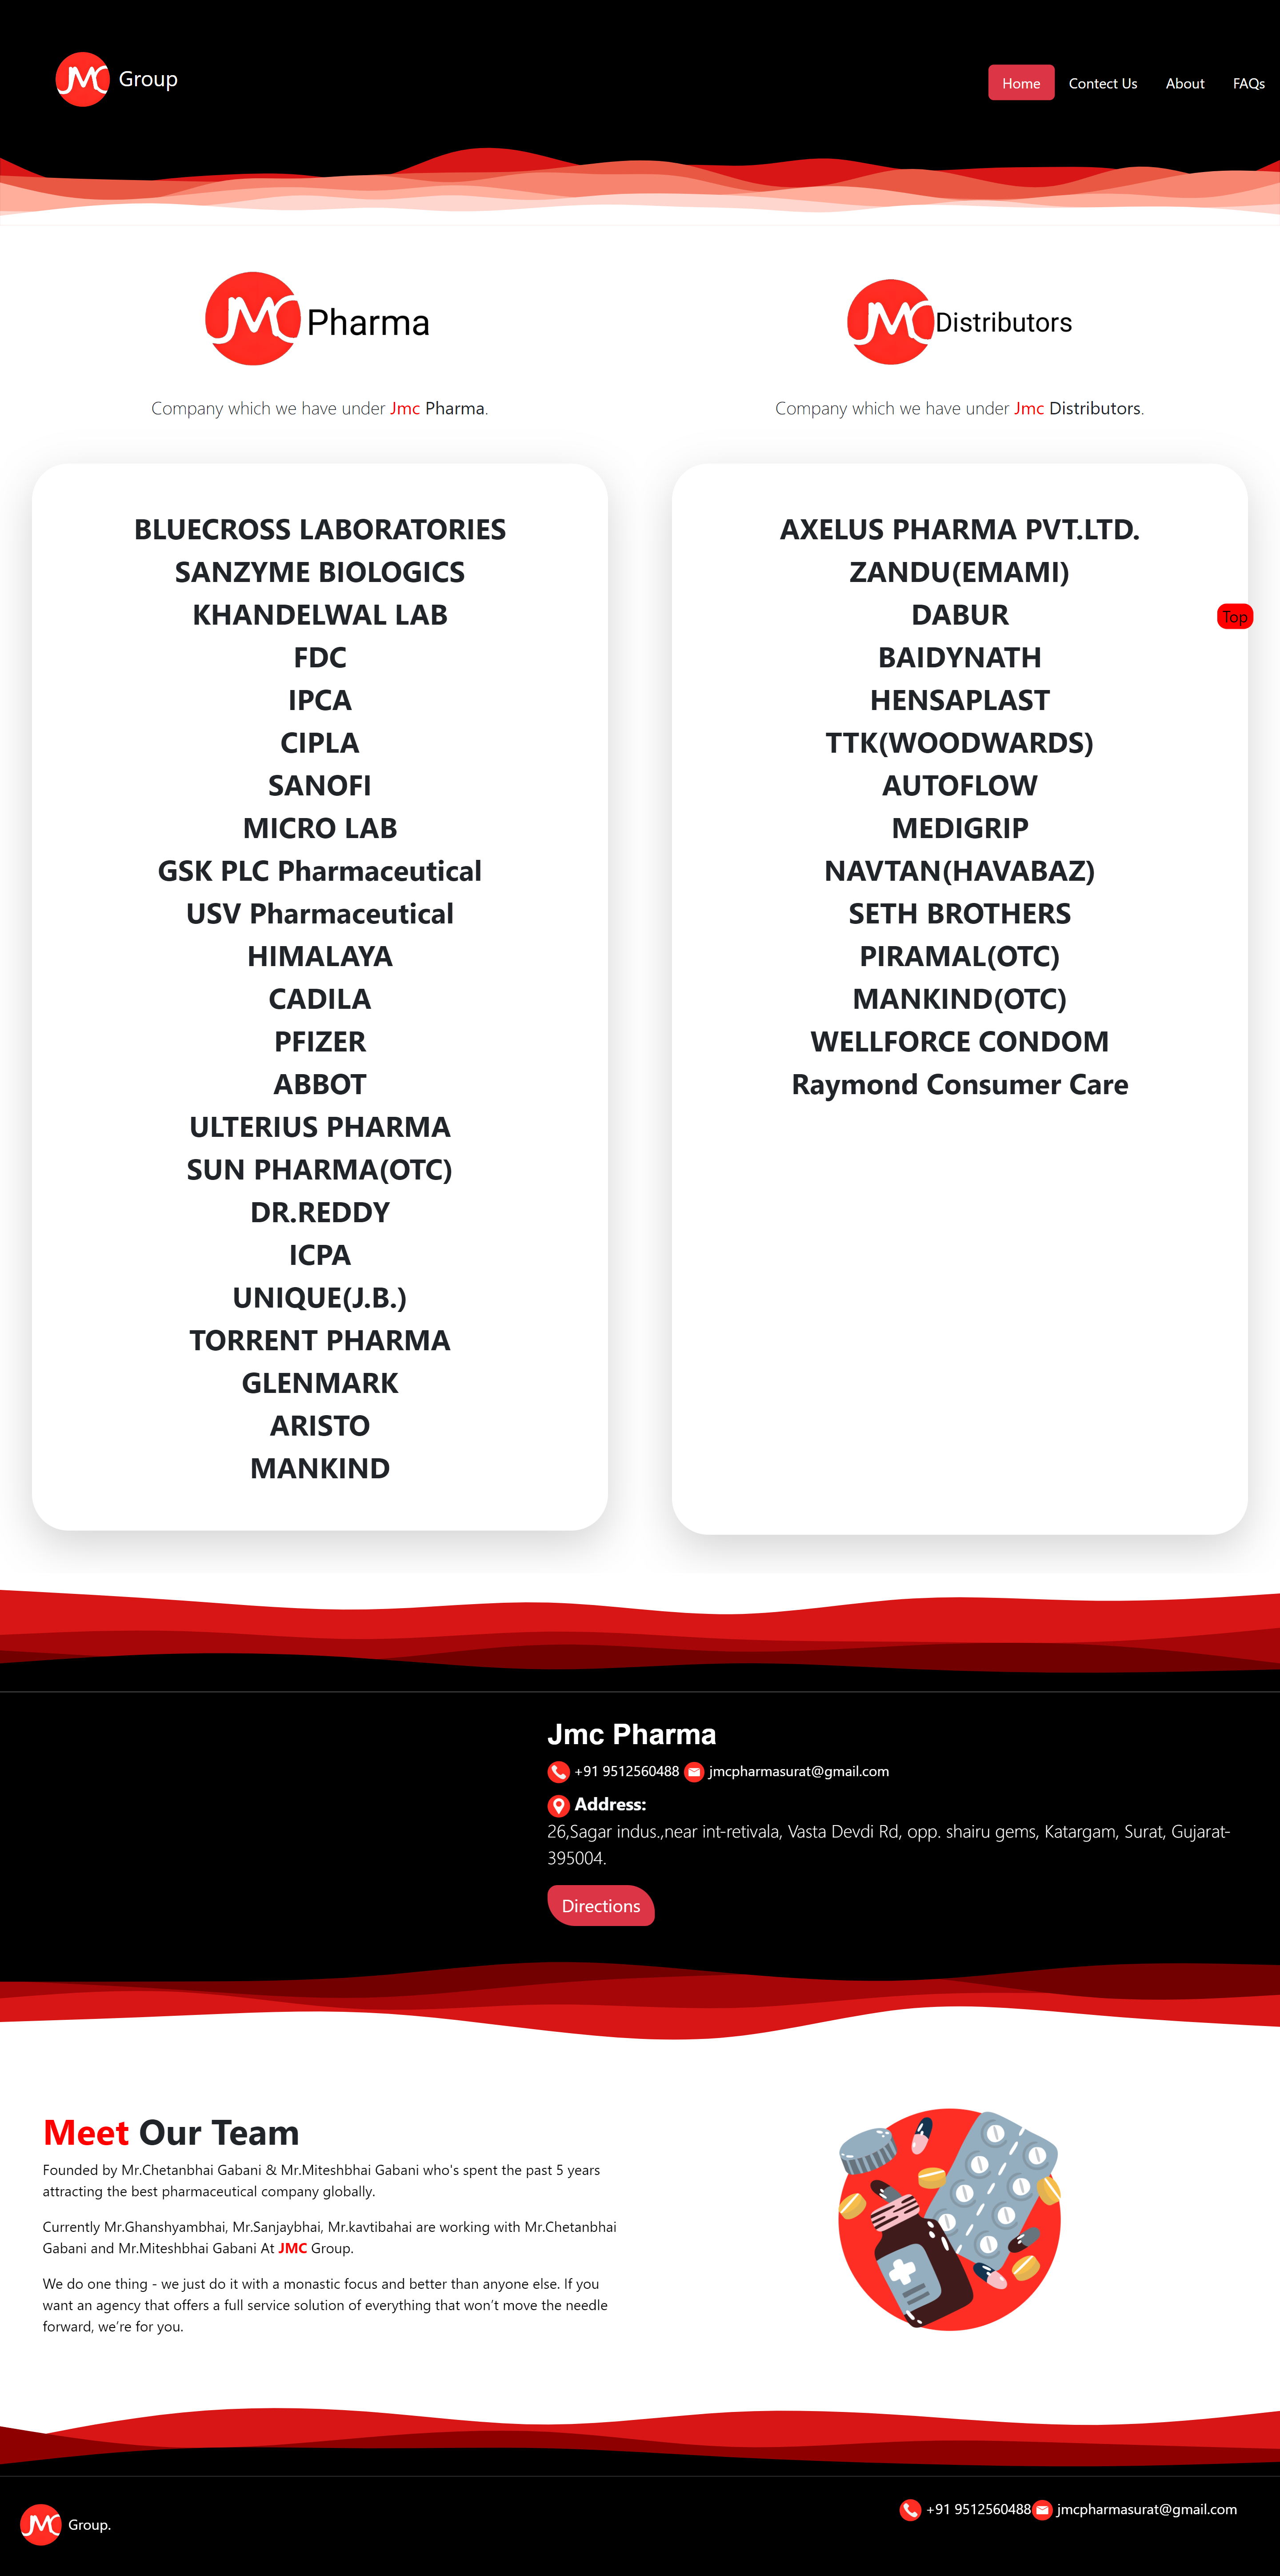 JMC Group
Home Contect Us About FAQs
JMC Pharma
Company which we have under Jmc Pharma.
BLUECROSS LABORATORIES
SANZYME BIOLOGICS
KHANDELWAL LAB
FDC
IPCA
CIPLA
SANOFI
MICRO LAB
GSK PLC Pharmaceutical
USV Pharmaceutical
HIMALAYA
CADILA
PFIZER
ABBOT
ULTERIUS PHARMA
SUN PHARMA(OTC)
DR.REDDY
ICPA
UNIQUE(J.B.)
TORRENT PHARMA
GLENMARK
ARISTO
MANKIND
JMC Distributors
Company which we have under Jmc Distributors.
AXELUS PHARMA PVT.LTD.
ZANDU(EMAMI)
DABUR
BAIDYNATH
HENSAPLAST
TTK(WOODWARDS)
AUTOFLOW
MEDIGRIP
NAVTAN(HAVABAZ)
SETH BROTHERS
PIRAMAL(OTC)
MANKIND(OTC)
WELLFORCE CONDOM
Raymond Consumer Care
Top
Jmc Pharma
+91 9512560488 jmcpharmasurat@gmail.com
Address:
26,Sagar indus.,near int-retivala, Vasta Devdi Rd, opp. shairu gems, Katargam, Surat, Gujarat-
395004.
Directions
Meet Our Team
Founded by Mr.Chetanbhai Gabani & Mr.Miteshbhai Gabani who's spent the past 5 years
attracting the best pharmaceutical company globally.
Currently Mr.Ghanshyambhai, Mr.Sanjaybhai, Mr.kavtibahai are working with Mr.Chetanbhai
Gabani and Mr.Miteshbhai Gabani At JMC Group.
We do one thing - we just do it with a monastic focus and better than anyone else. If you
want an agency that offers a full service solution of everything that won’t move the needle
forward, we’re for you.
JMC Group.
+91 9512560488 jmcpharmasurat@gmail.com